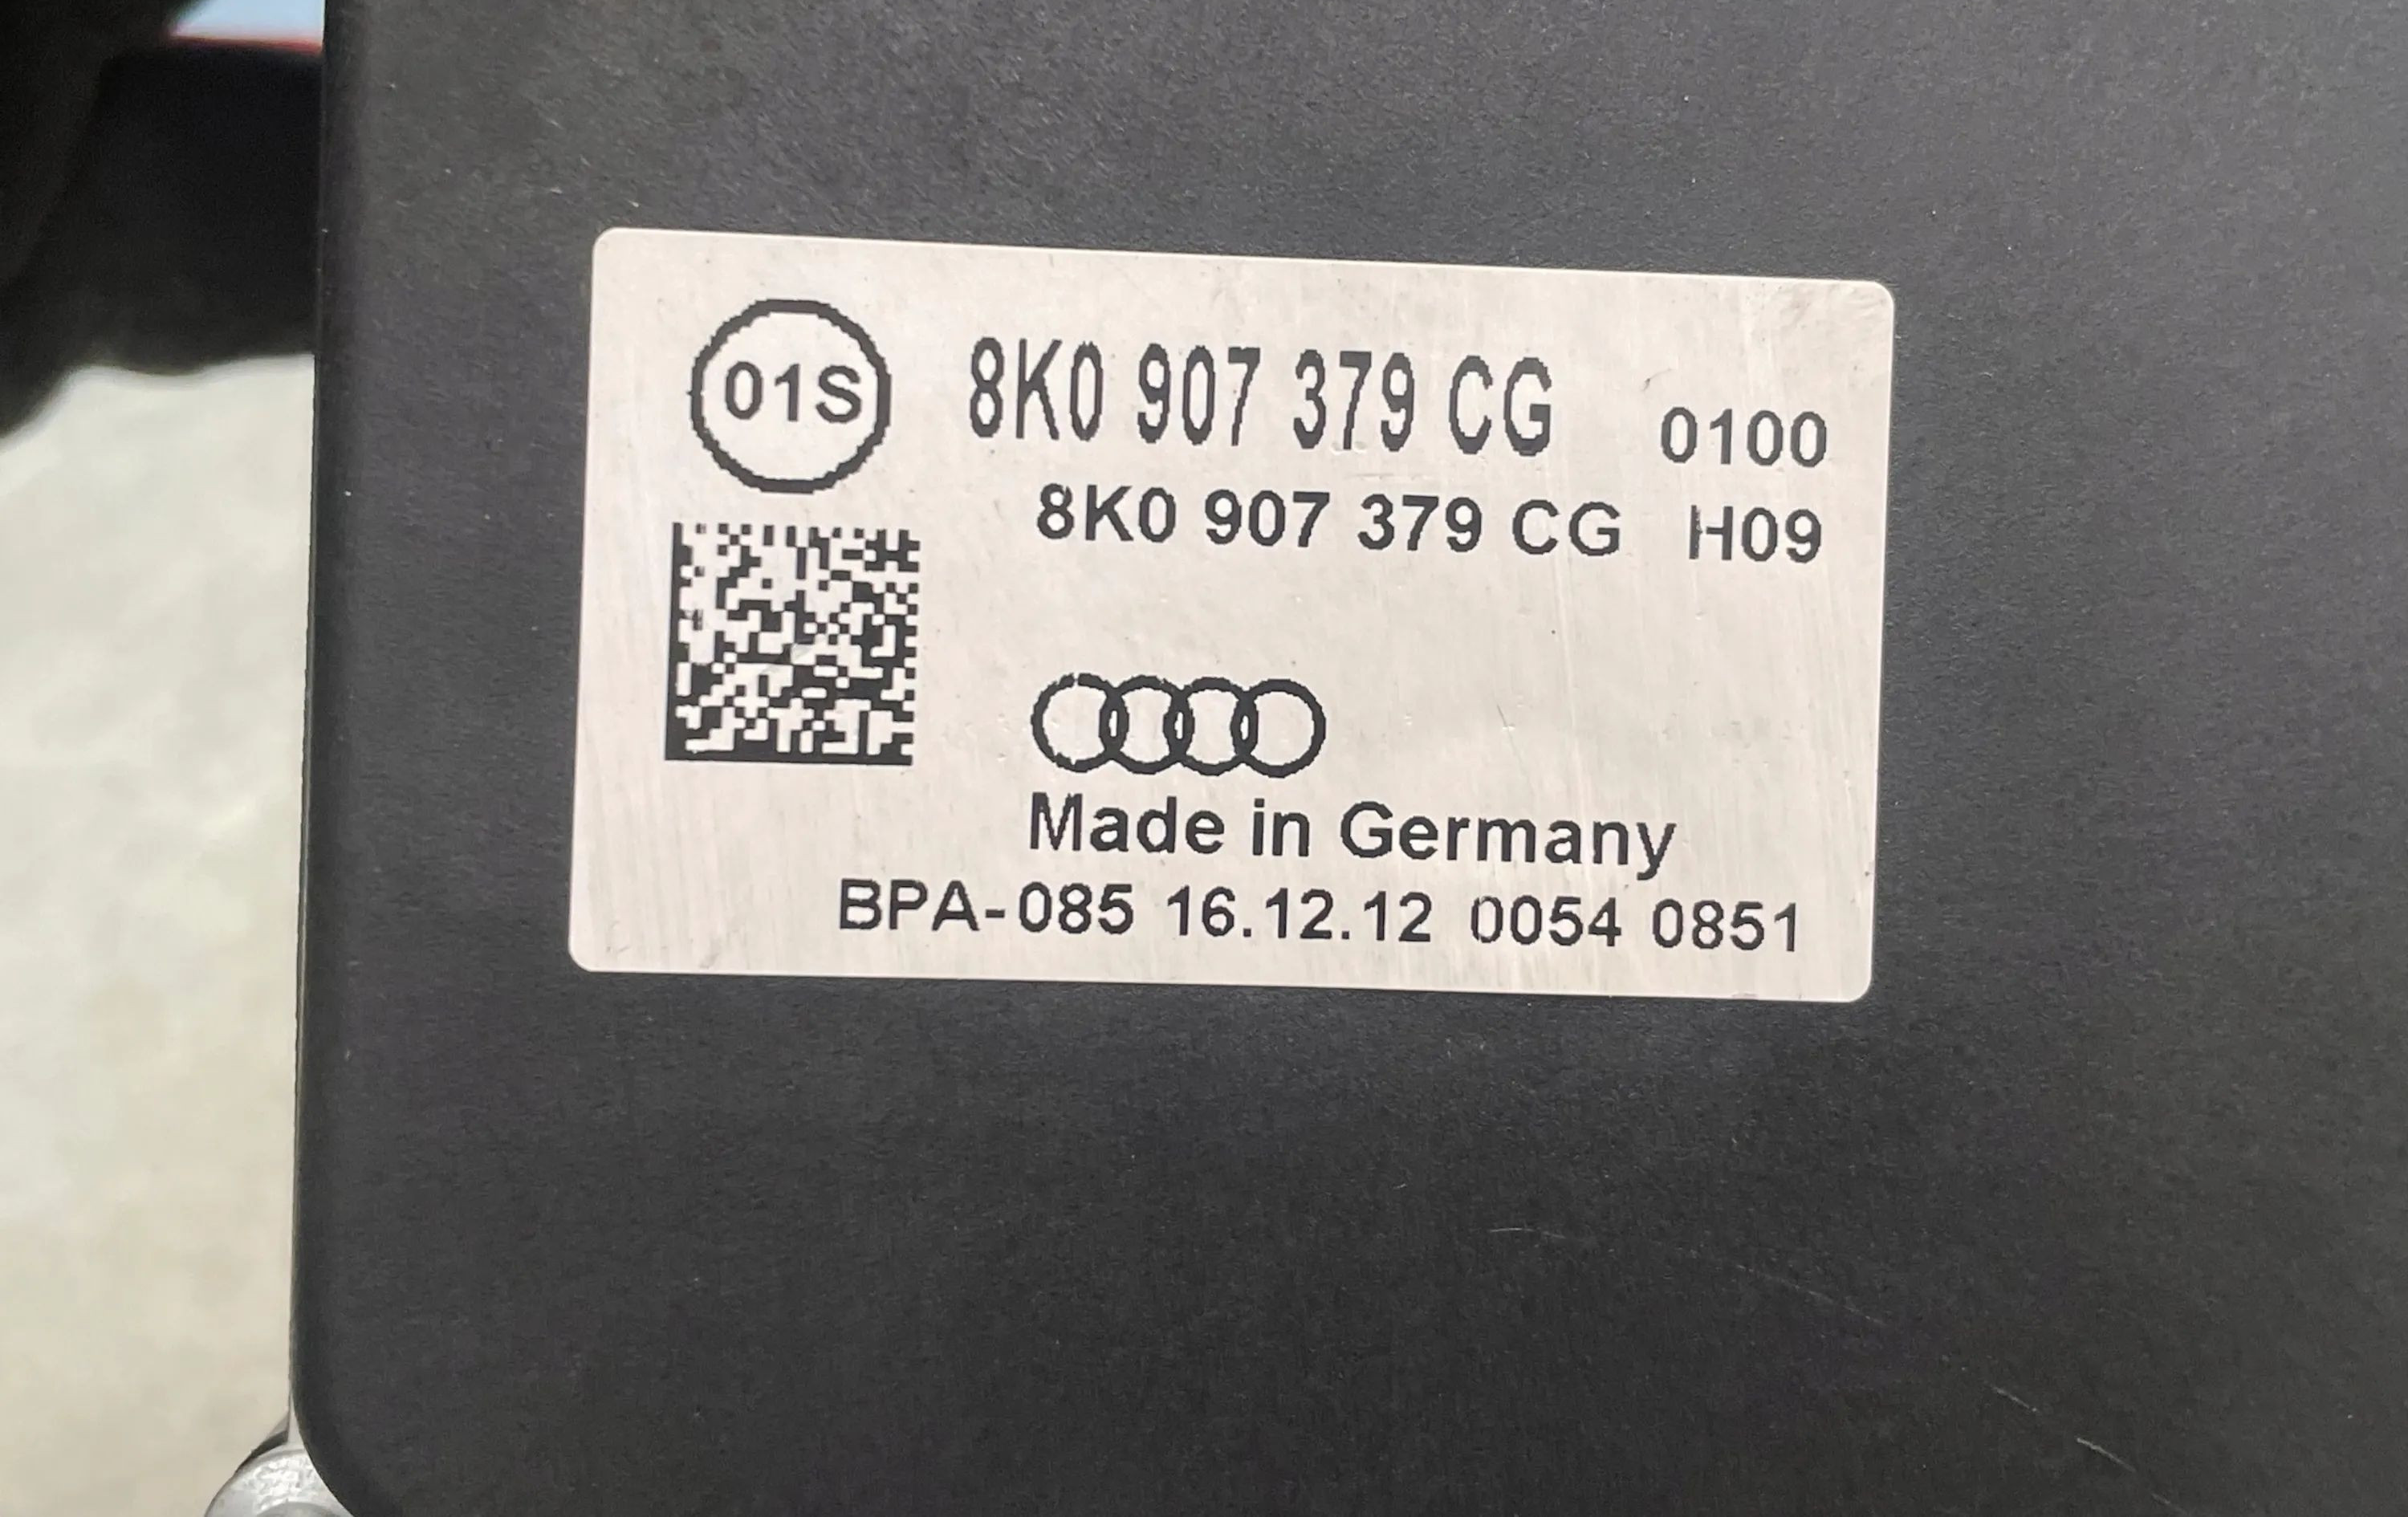 01S
8K0 907 379 CG 0100
8K0 907 379 CG H09
Made in Germany
BPA-085 16.12.12 0054 0851